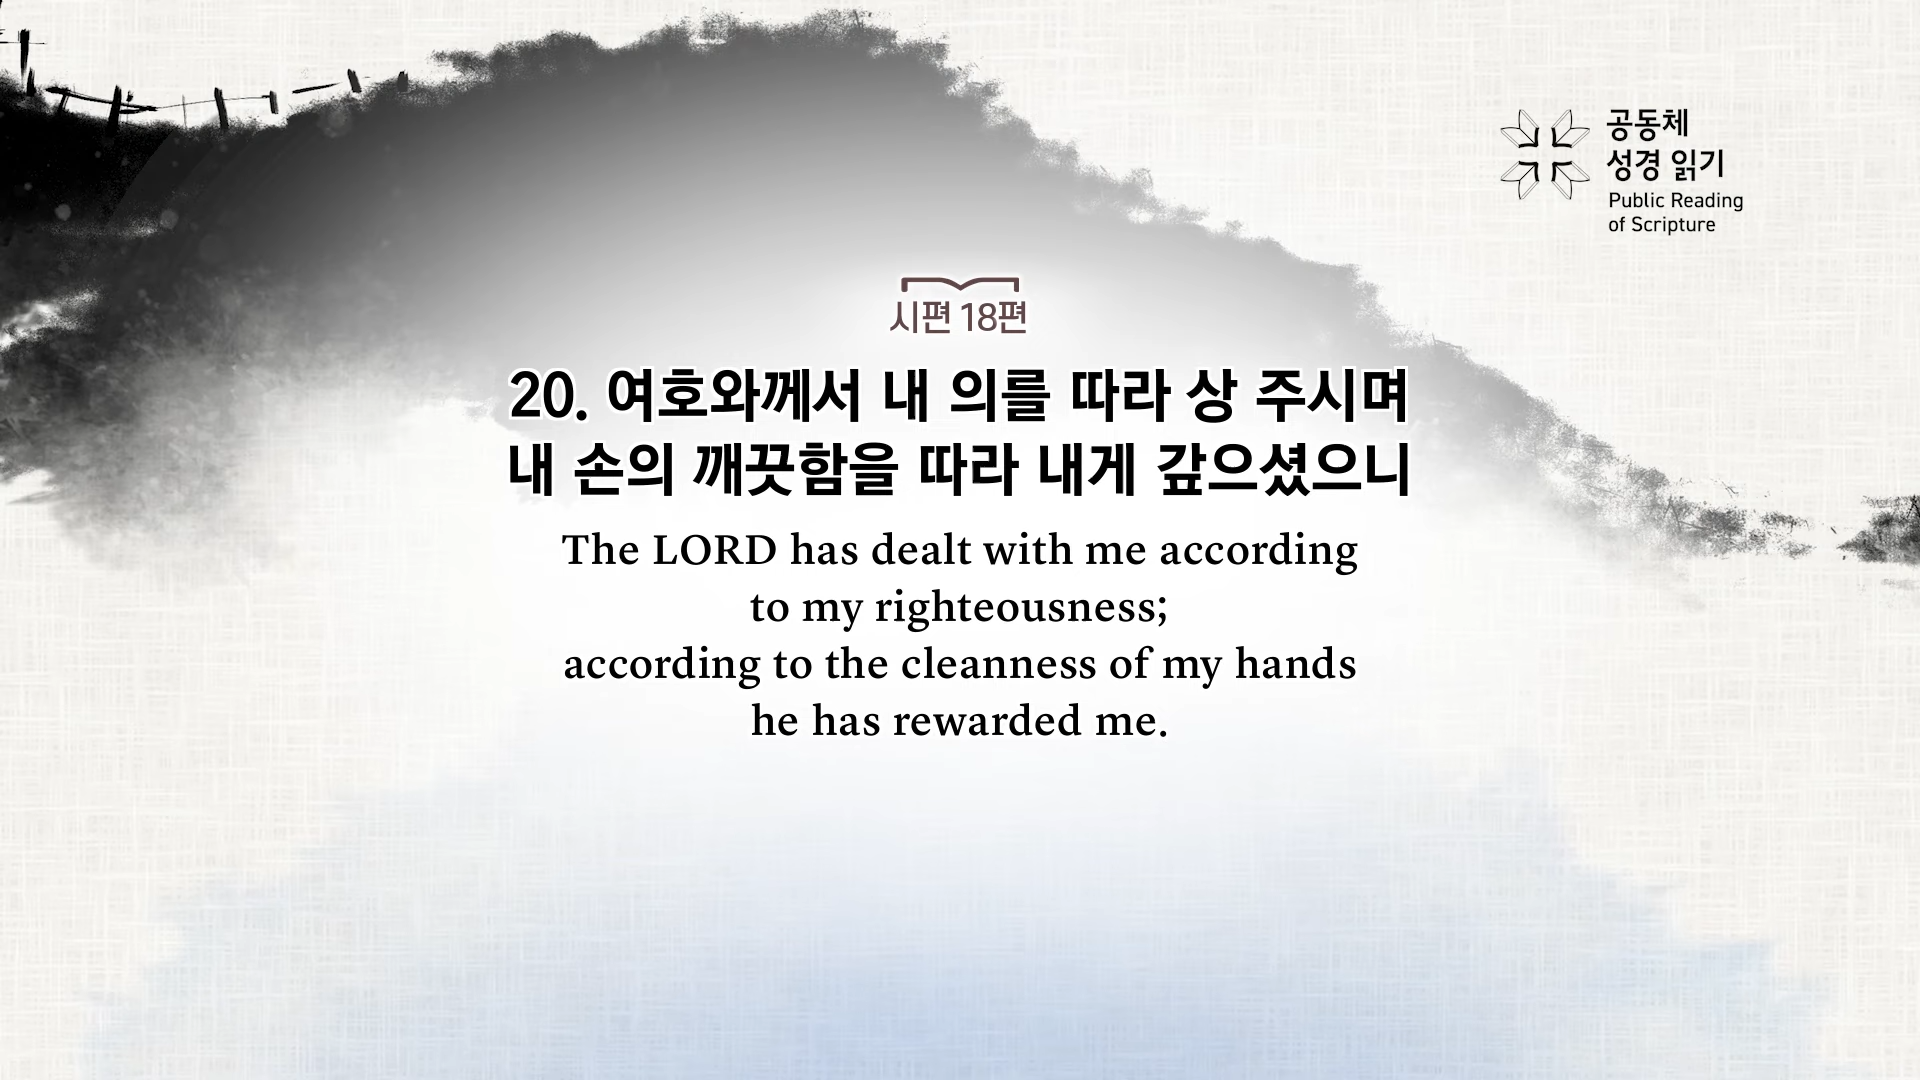 공동체
성경 읽기
Public Reading
of Scripture
시편 18편
20. 여호와께서 내 의를 따라 상 주시며
내 손의 깨끗함을 따라 내게 갚으셨으니
The LORD has dealt with me according
to my righteousness;
according to the cleanness of my hands
he has rewarded me.